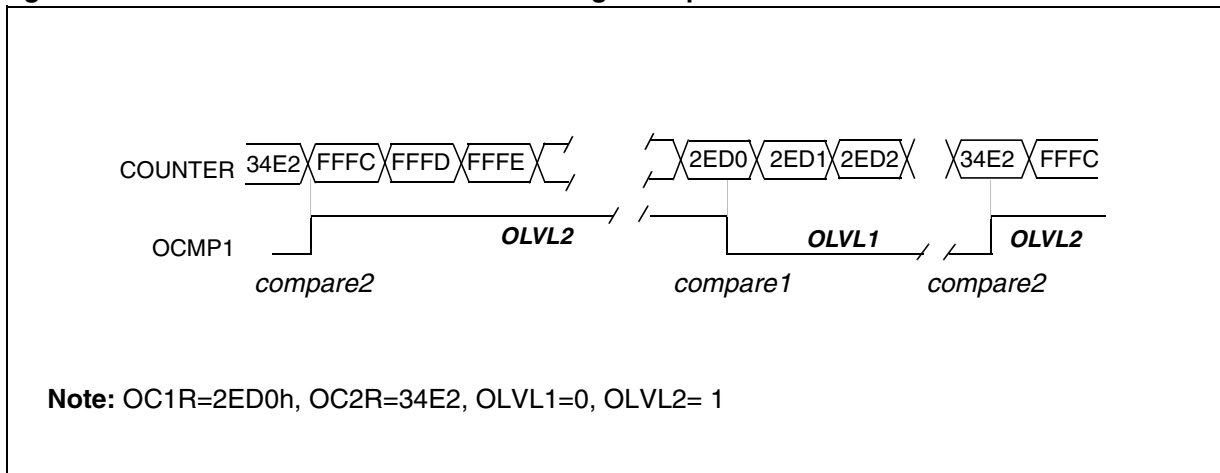 COUNTER 34E2 FFFC FFFD FFFE 2ED0 2ED1 2ED2 34E2 FFFC
OCMP1 OLVL2 OLVL1 OLVL2
compare2 compare1 compare2
Note: OC1R=2ED0h, OC2R=34E2, OLVL1=0, OLVL2= 1